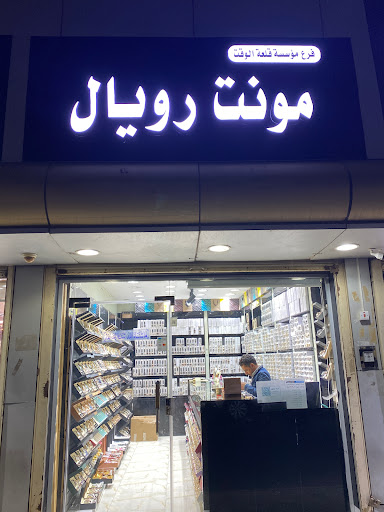 فرع مؤسسة قلعة الوقت
مونت رويال